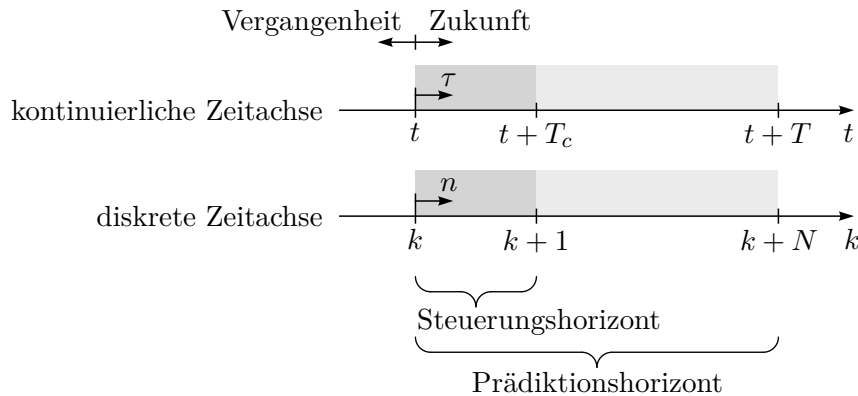 Vergangenheit Zukunft
τ
kontinuierliche Zeitachse
t t + T_c t + T t
n
diskrete Zeitachse
k k + 1 k + N k
Steuerungshorizont
Prädiktionshorizont